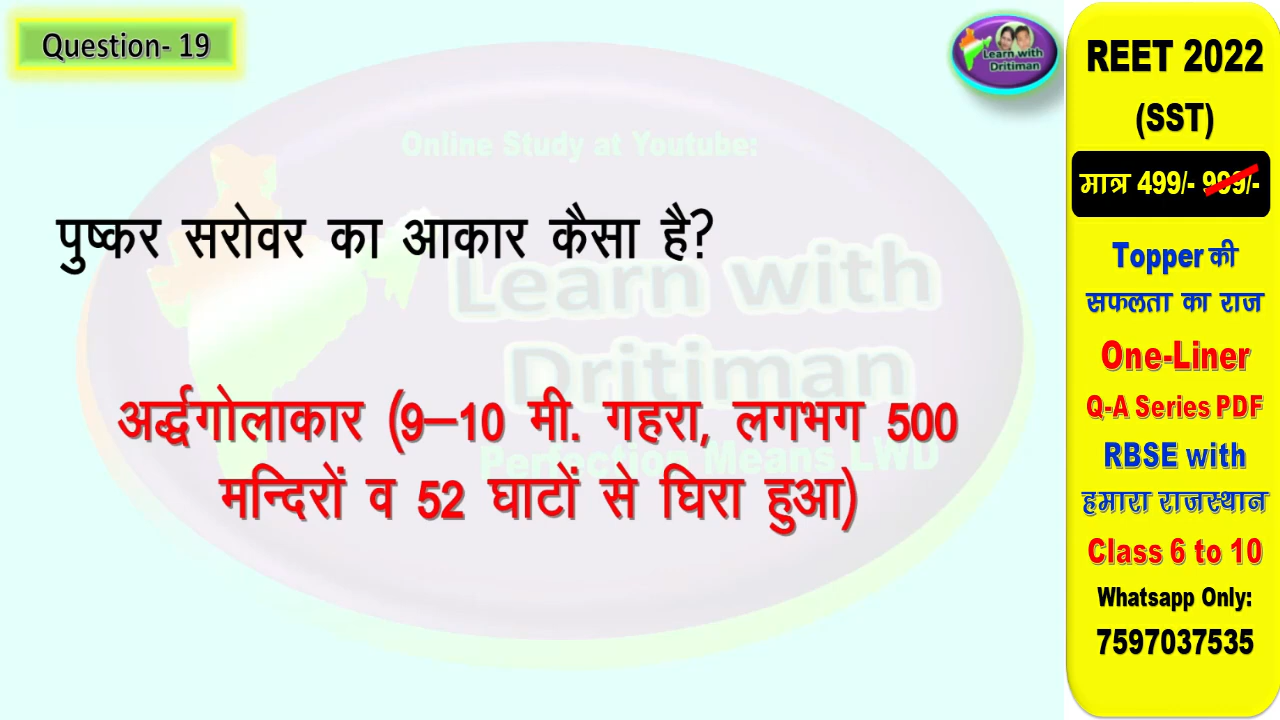 Question- 19
Learn with
Dritiman
Online Study at Youtube:
पुष्कर सरोवर का आकार कैसा है?
Learn with
Dritiman
अर्द्धगोलाकार (9–10 मी. गहरा, लगभग 500
Perfection Means LWD
मन्दिरों व 52 घाटों से घिरा हुआ)
REET 2022
(SST)
मात्र 499/- 999/-
Topper की
सफलता का राज
One-Liner
Q-A Series PDF
RBSE with
हमारा राजस्थान
Class 6 to 10
Whatsapp Only:
7597037535